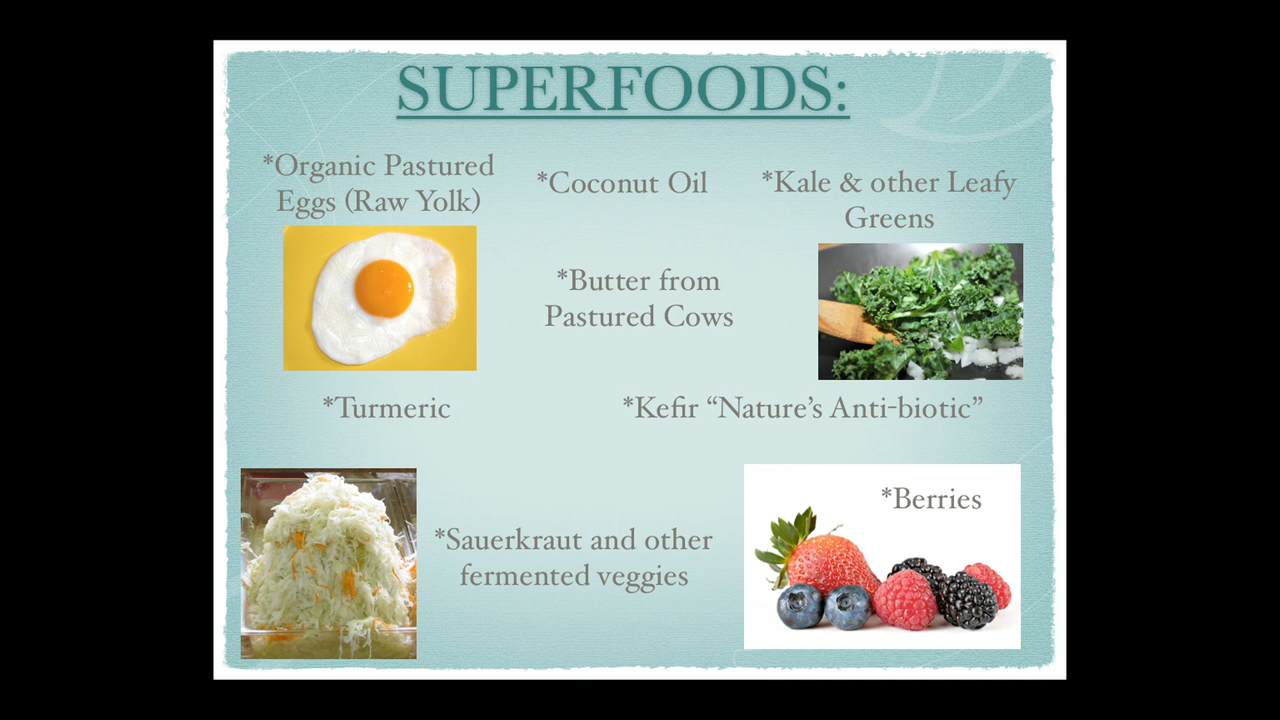 SUPERFOODS:
*Organic Pastured
Eggs (Raw Yolk)
*Coconut Oil
*Kale & other Leafy
Greens
*Butter from
Pastured Cows
*Turmeric
*Kefir “Nature’s Anti-biotic”
*Sauerkraut and other
fermented veggies
*Berries